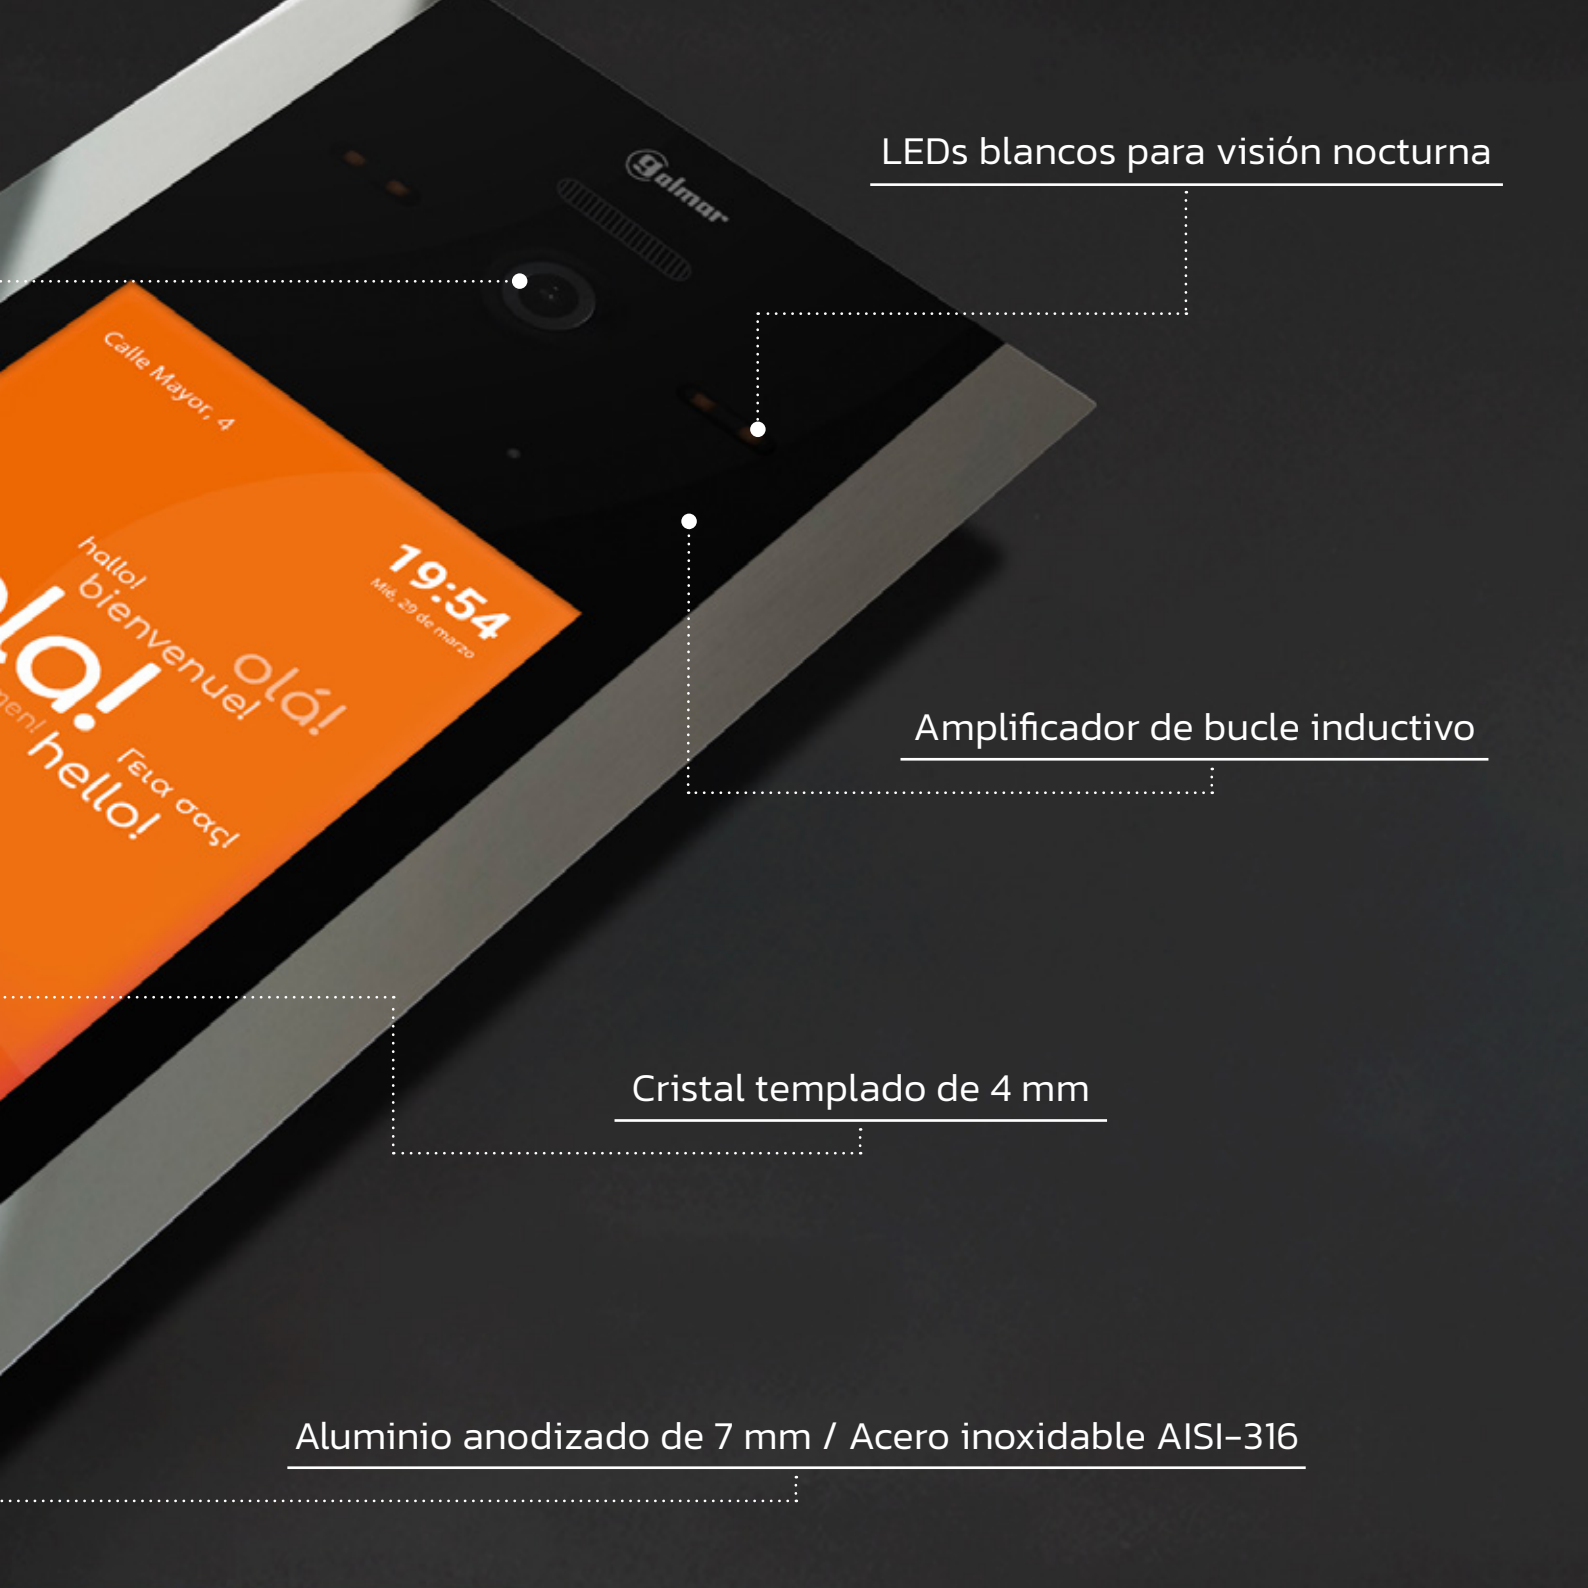 golmar
LEDs blancos para visión nocturna
Calle Mayor, 4
19:54
Mié, 29 de marzo
hallo!
bienvenue!
olá!
hello!
Γεια σας!
Amplificador de bucle inductivo
Cristal templado de 4 mm
Aluminio anodizado de 7 mm / Acero inoxidable AISI-316